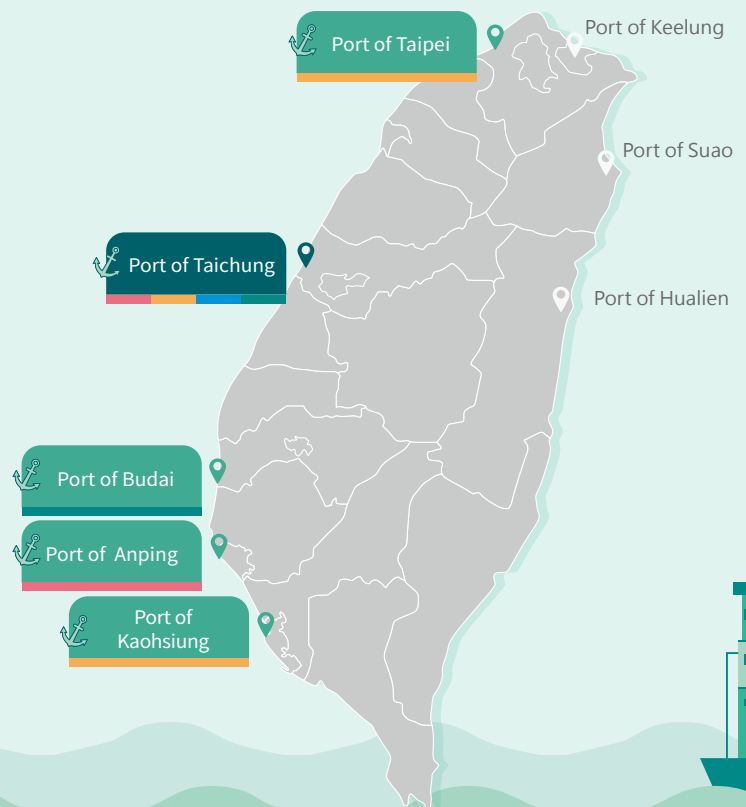 Port of Taipei
Port of Keelung
Port of Suao
Port of Taichung
Port of Hualien
Port of Budai
Port of Anping
Port of
Kaohsiung